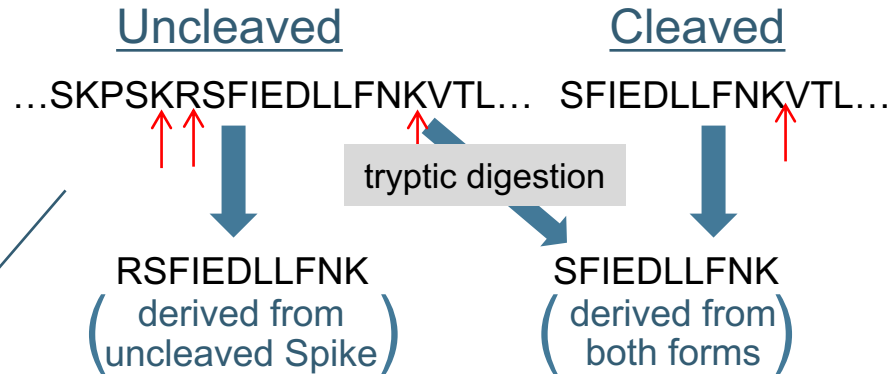 Uncleaved
Cleaved
…SKPSKRSFIEDLLFNKVTL…
SFIEDLLFNKVTL…
tryptic digestion
RSFIEDLLFNK
SFIEDLLFNK
(derived from
uncleaved Spike)
(derived from
both forms)